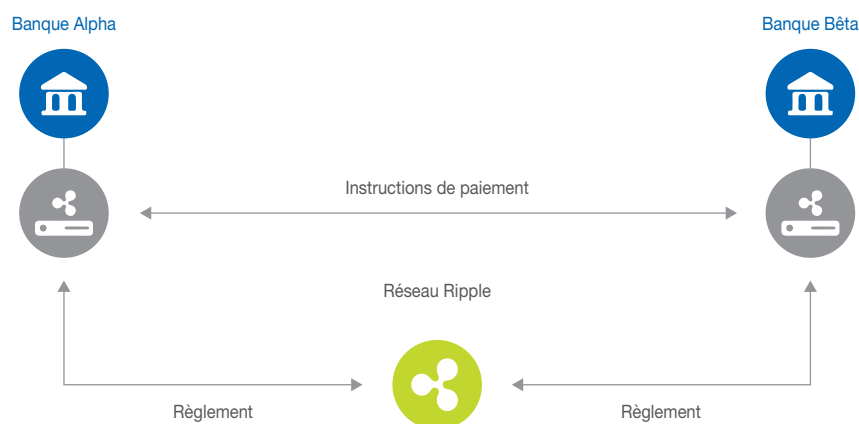 Banque Alpha
Banque Bêta
Instructions de paiement
Réseau Ripple
Règlement
Règlement